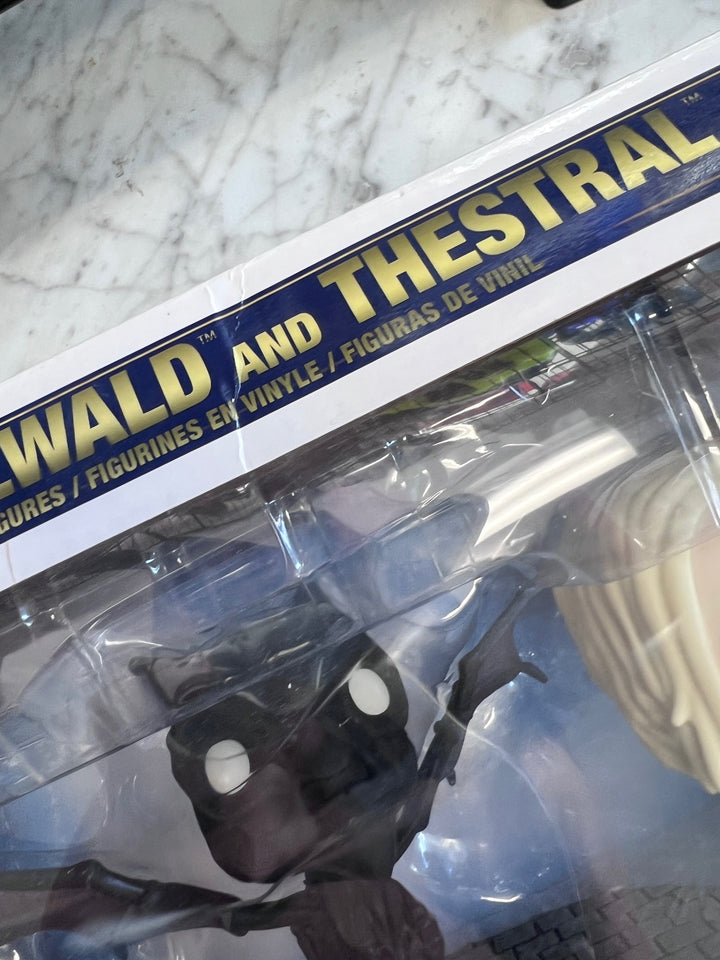 LWALD™ AND THESTRAL™
GURES / FIGURINES EN VINYLE / FIGURAS DE VINIL